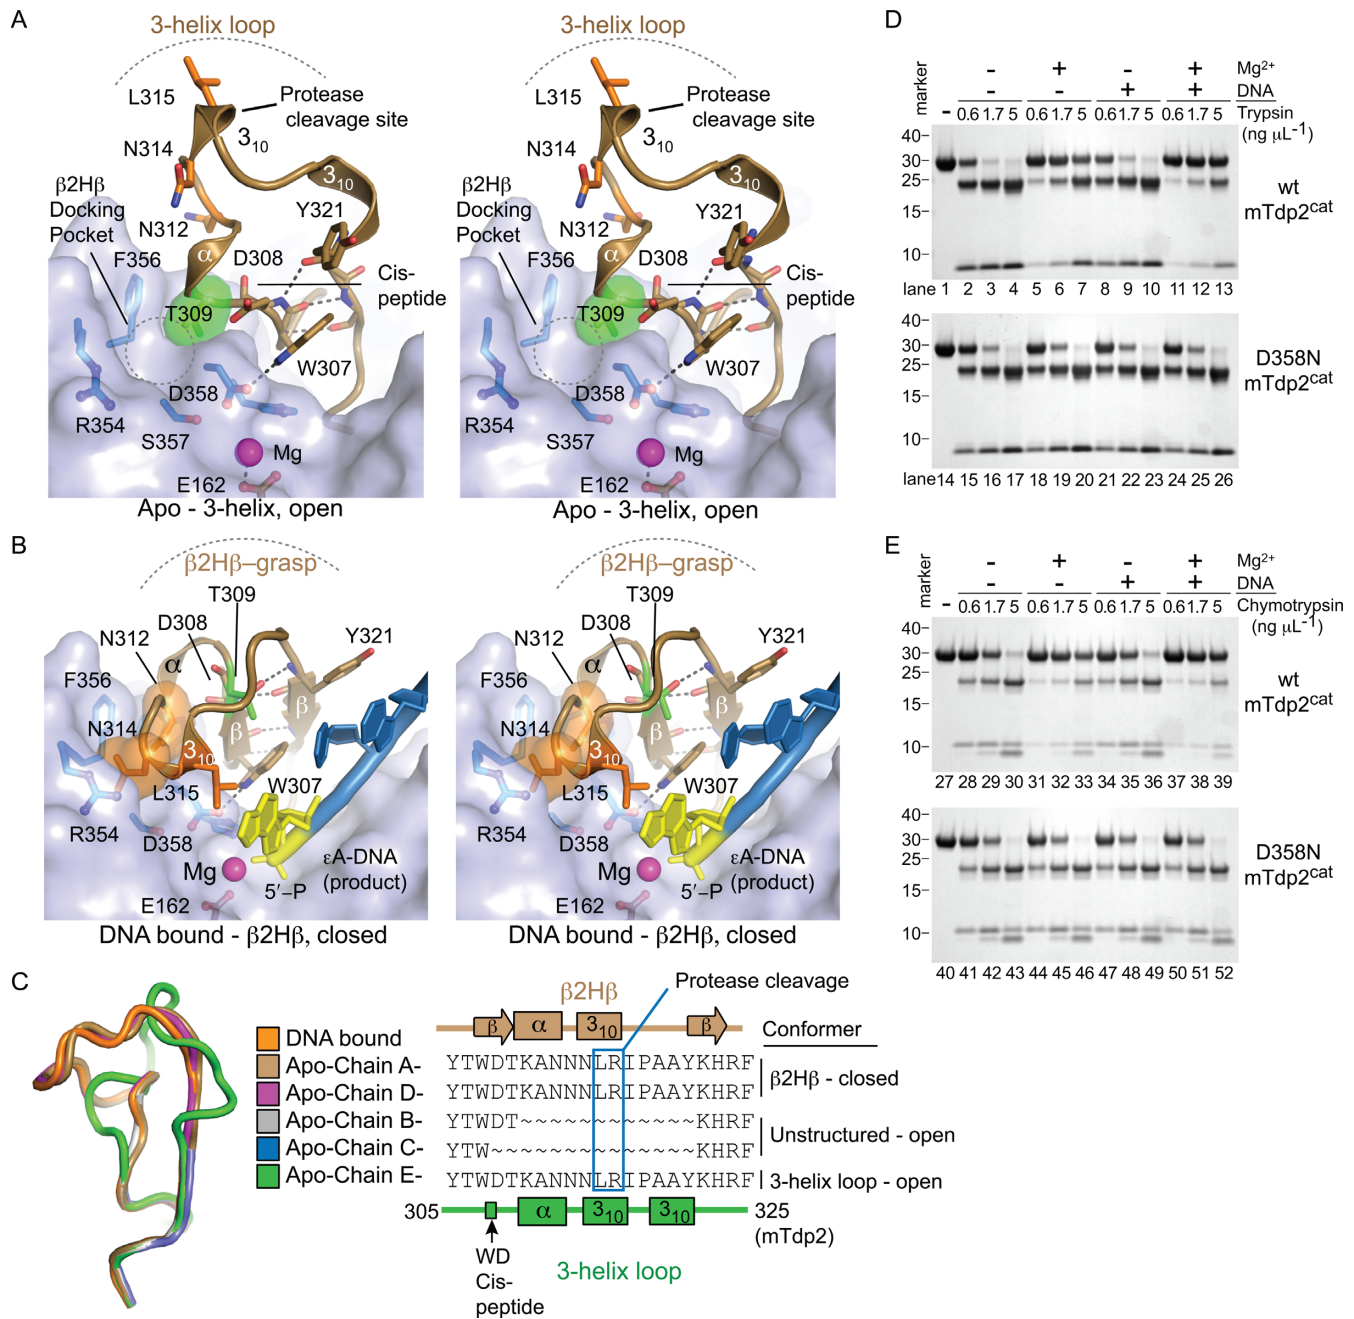 A
3-helix loop
L315
Protease
cleavage site
3₁₀
N314
3₁₀
β2Hβ
Docking
Pocket
N312
Y321
α
D308
F356
Cis-
peptide
T309
W307
D358
R354
S357
Mg
E162
Apo - 3-helix, open
3-helix loop
L315
Protease
cleavage site
3₁₀
N314
3₁₀
β2Hβ
Docking
Pocket
N312
Y321
α
D308
F356
Cis-
peptide
T309
W307
D358
R354
S357
Mg
E162
Apo - 3-helix, open
B
β2Hβ–grasp
T309
D308
N312
Y321
α
F356
β
N314
β
3₁₀
W307
L315
R354
D358
εA-DNA
(product)
Mg
5′–P
E162
DNA bound - β2Hβ, closed
β2Hβ–grasp
T309
D308
N312
Y321
α
F356
β
N314
β
3₁₀
W307
L315
R354
D358
εA-DNA
(product)
Mg
5′–P
E162
DNA bound - β2Hβ, closed
C
Protease cleavage
β2Hβ
β α 3₁₀ β
Conformer
DNA bound
Apo-Chain A- YTWDTKANNNLRIPAAYKHRF
Apo-Chain D- YTWDTKANNNLRIPAAYKHRF
β2Hβ - closed
Apo-Chain B- YTWDT~~~~~~~~~~~~KHRF
Apo-Chain C- YTW~~~~~~~~~~~~~~KHRF
Unstructured - open
Apo-Chain E- YTWDTKANNNLRIPAAYKHRF
3-helix loop - open
305 α 3₁₀ 3₁₀ 325
(mTdp2)
WD
Cis-
peptide
3-helix loop
D
marker
- + - + Mg²⁺
- - + + DNA
- 0.6 1.7 5 0.6 1.7 5 0.6 1.7 5 0.6 1.7 5 Trypsin
(ng μL⁻¹)
40
30
25
15
10
wt
mTdp2ᶜᵃᵗ
lane 1 2 3 4 5 6 7 8 9 10 11 12 13
40
30
25
15
10
D358N
mTdp2ᶜᵃᵗ
lane 14 15 16 17 18 19 20 21 22 23 24 25 26
E
marker
- + - + Mg²⁺
- - + + DNA
- 0.6 1.7 5 0.6 1.7 5 0.6 1.7 5 0.6 1.7 5 Chymotrypsin
(ng μL⁻¹)
40
30
25
15
10
wt
mTdp2ᶜᵃᵗ
27 28 29 30 31 32 33 34 35 36 37 38 39
40
30
25
15
10
D358N
mTdp2ᶜᵃᵗ
40 41 42 43 44 45 46 47 48 49 50 51 52